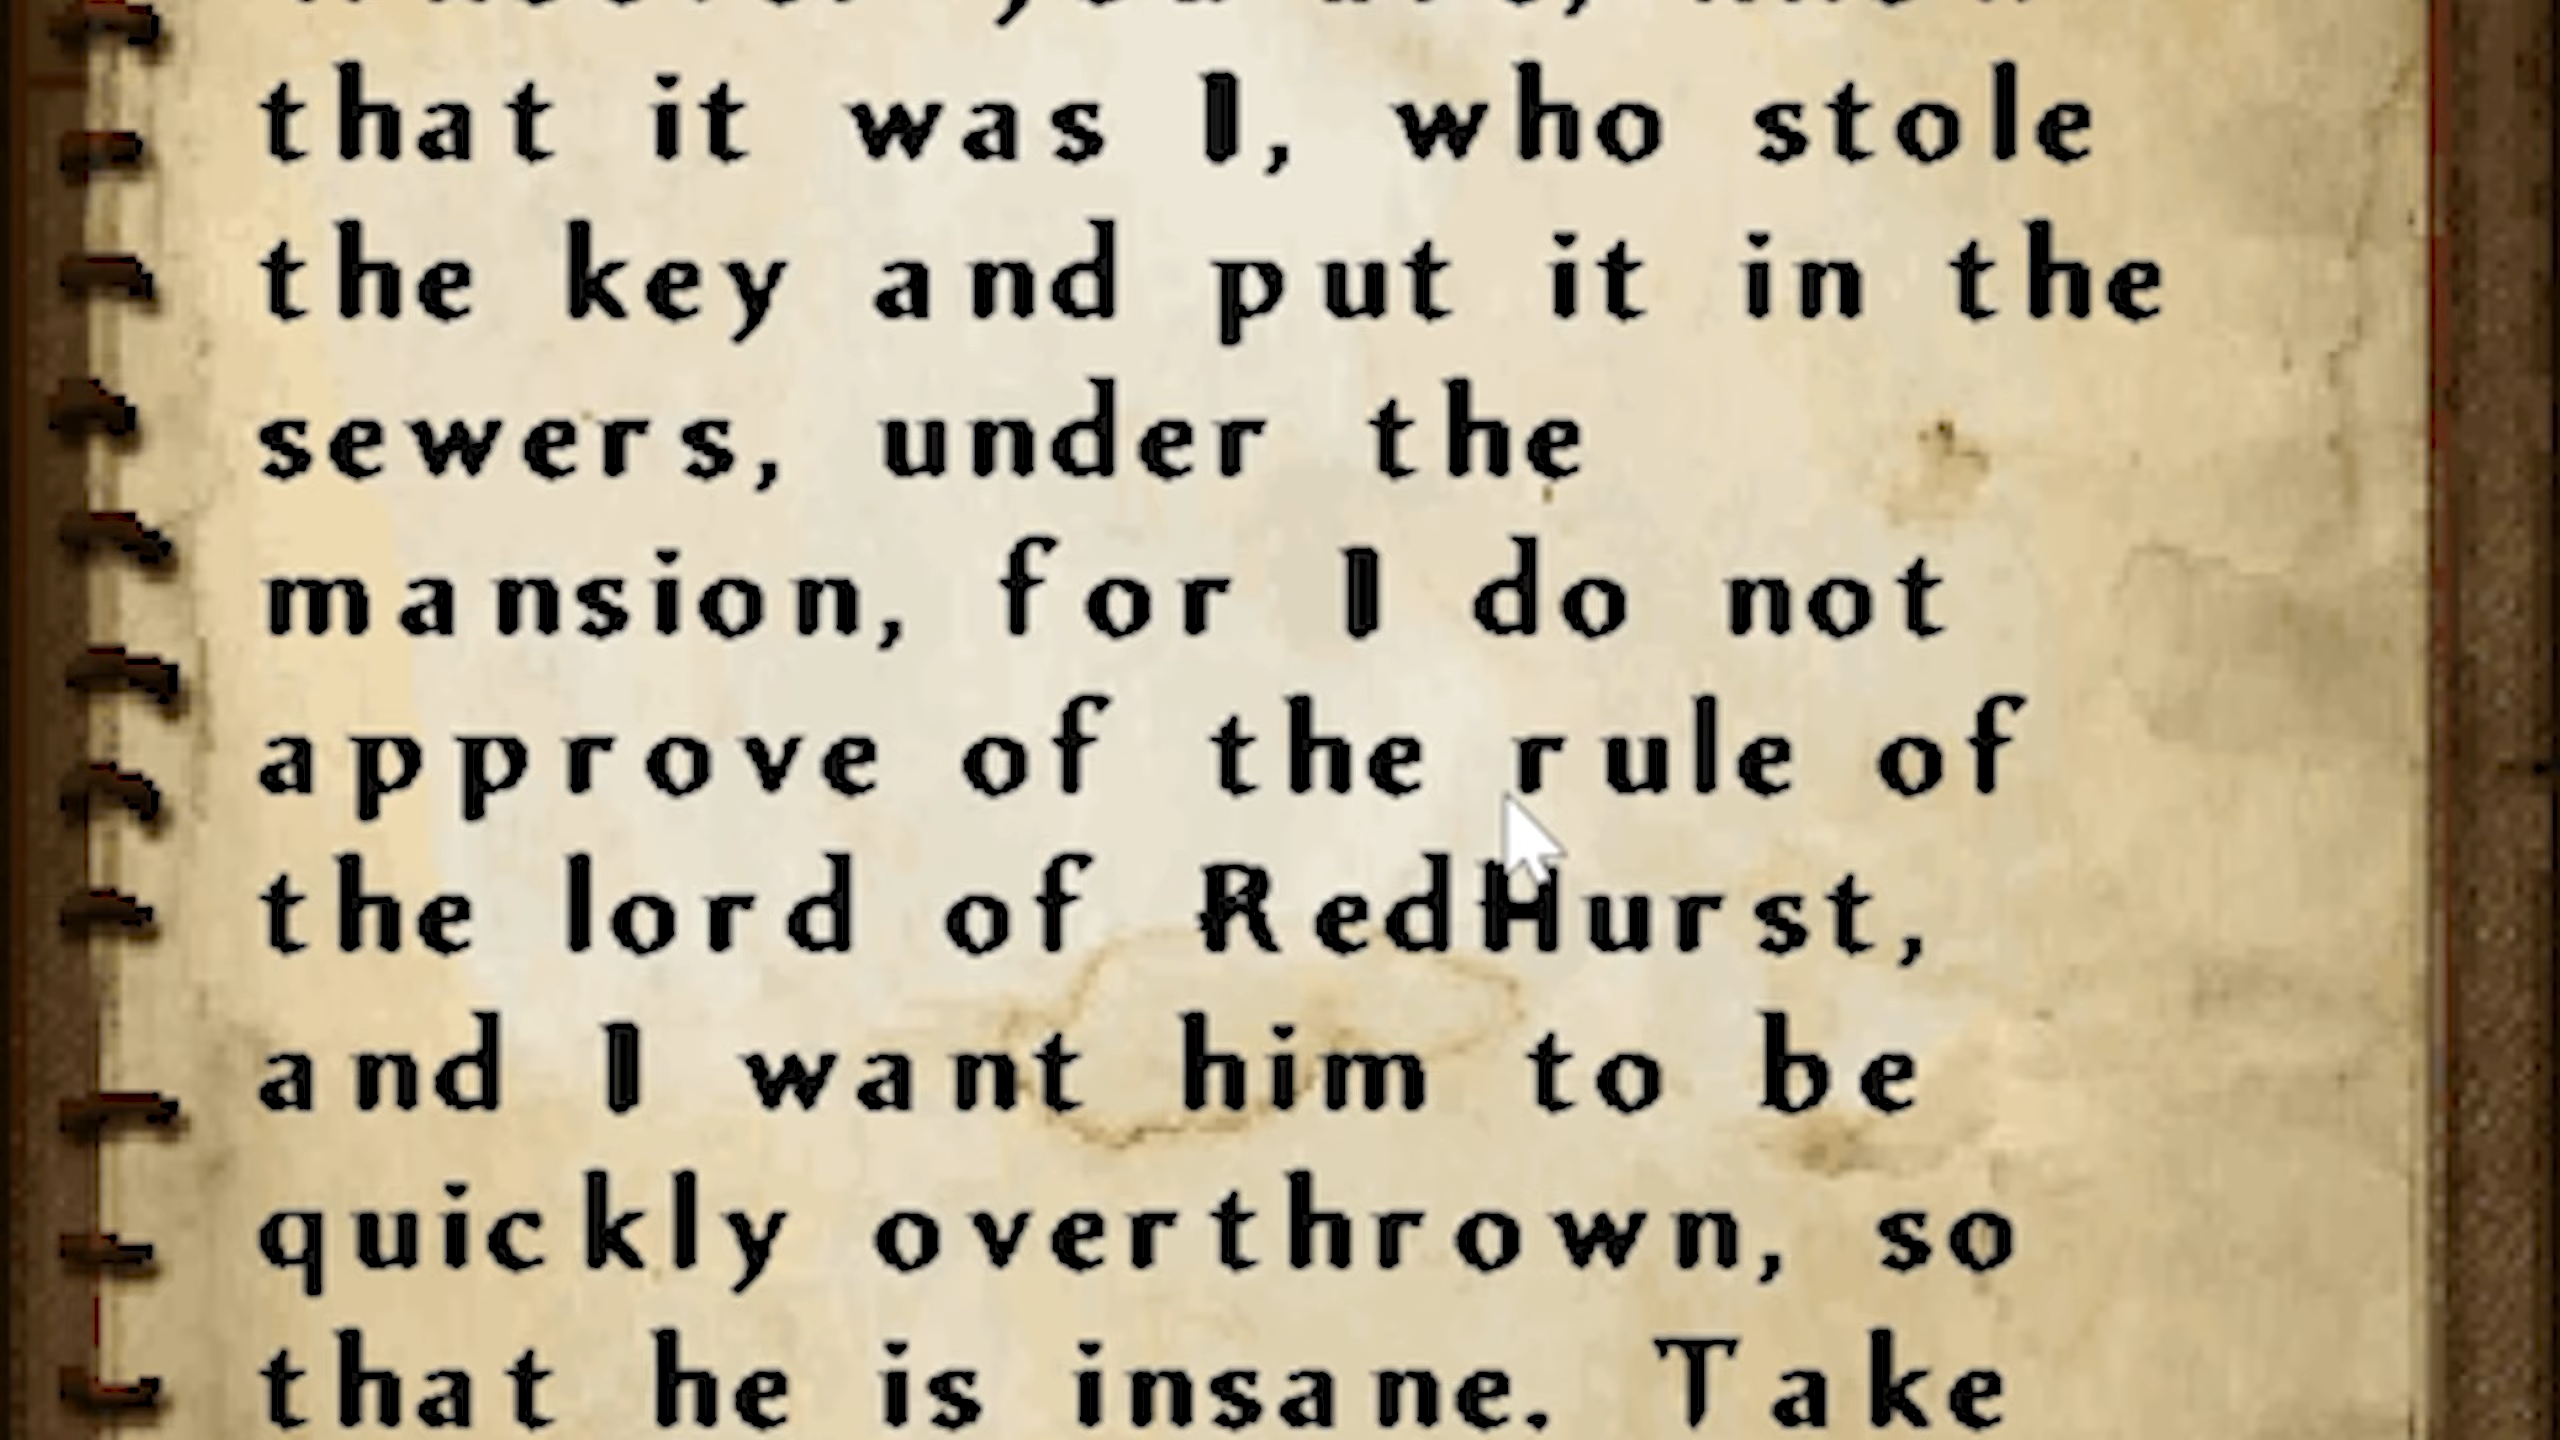 that it was I, who stole
the key and put it in the
sewers, under the
mansion, for I do not
approve of the rule of
the lord of RedHurst,
and I want him to be
quickly overthrown, so
that he is insane. Take